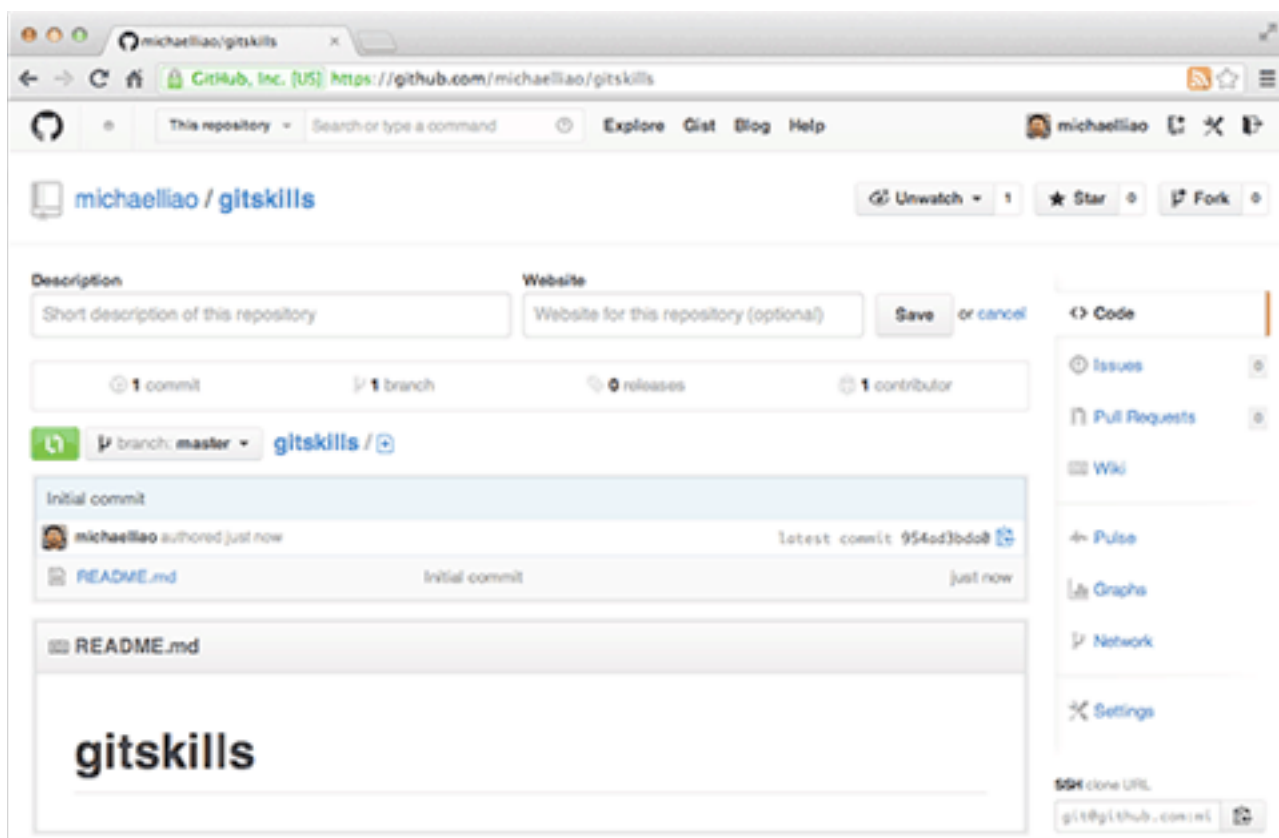 michaelliao/gitskills
GitHub, Inc. [US] https://github.com/michaelliao/gitskills
This repository Search or type a command Explore Gist Blog Help michaelliao
michaelliao / gitskills Unwatch 1 Star 0 Fork 0
Description Website
Short description of this repository Website for this repository (optional) Save or cancel
1 commit 1 branch 0 releases 1 contributor
branch: master gitskills /
Initial commit
michaelliao authored just now latest commit 954ad3bda0
README.md Initial commit just now
README.md
gitskills
Code
Issues 0
Pull Requests 0
Wiki
Pulse
Graphs
Network
Settings
SSH clone URL
git@github.com:mi